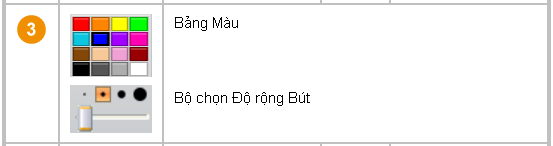 3
Bảng Màu
Bộ chọn Độ rộng Bút